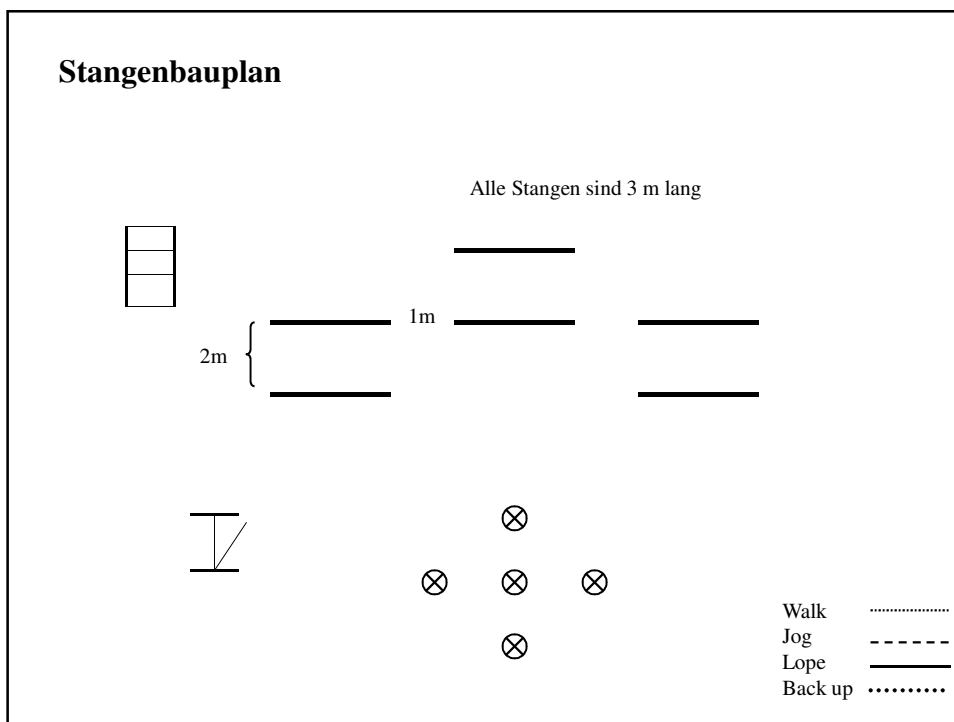 Stangenbauplan
Alle Stangen sind 3 m lang
1m
2m
Walk
Jog
Lope
Back up